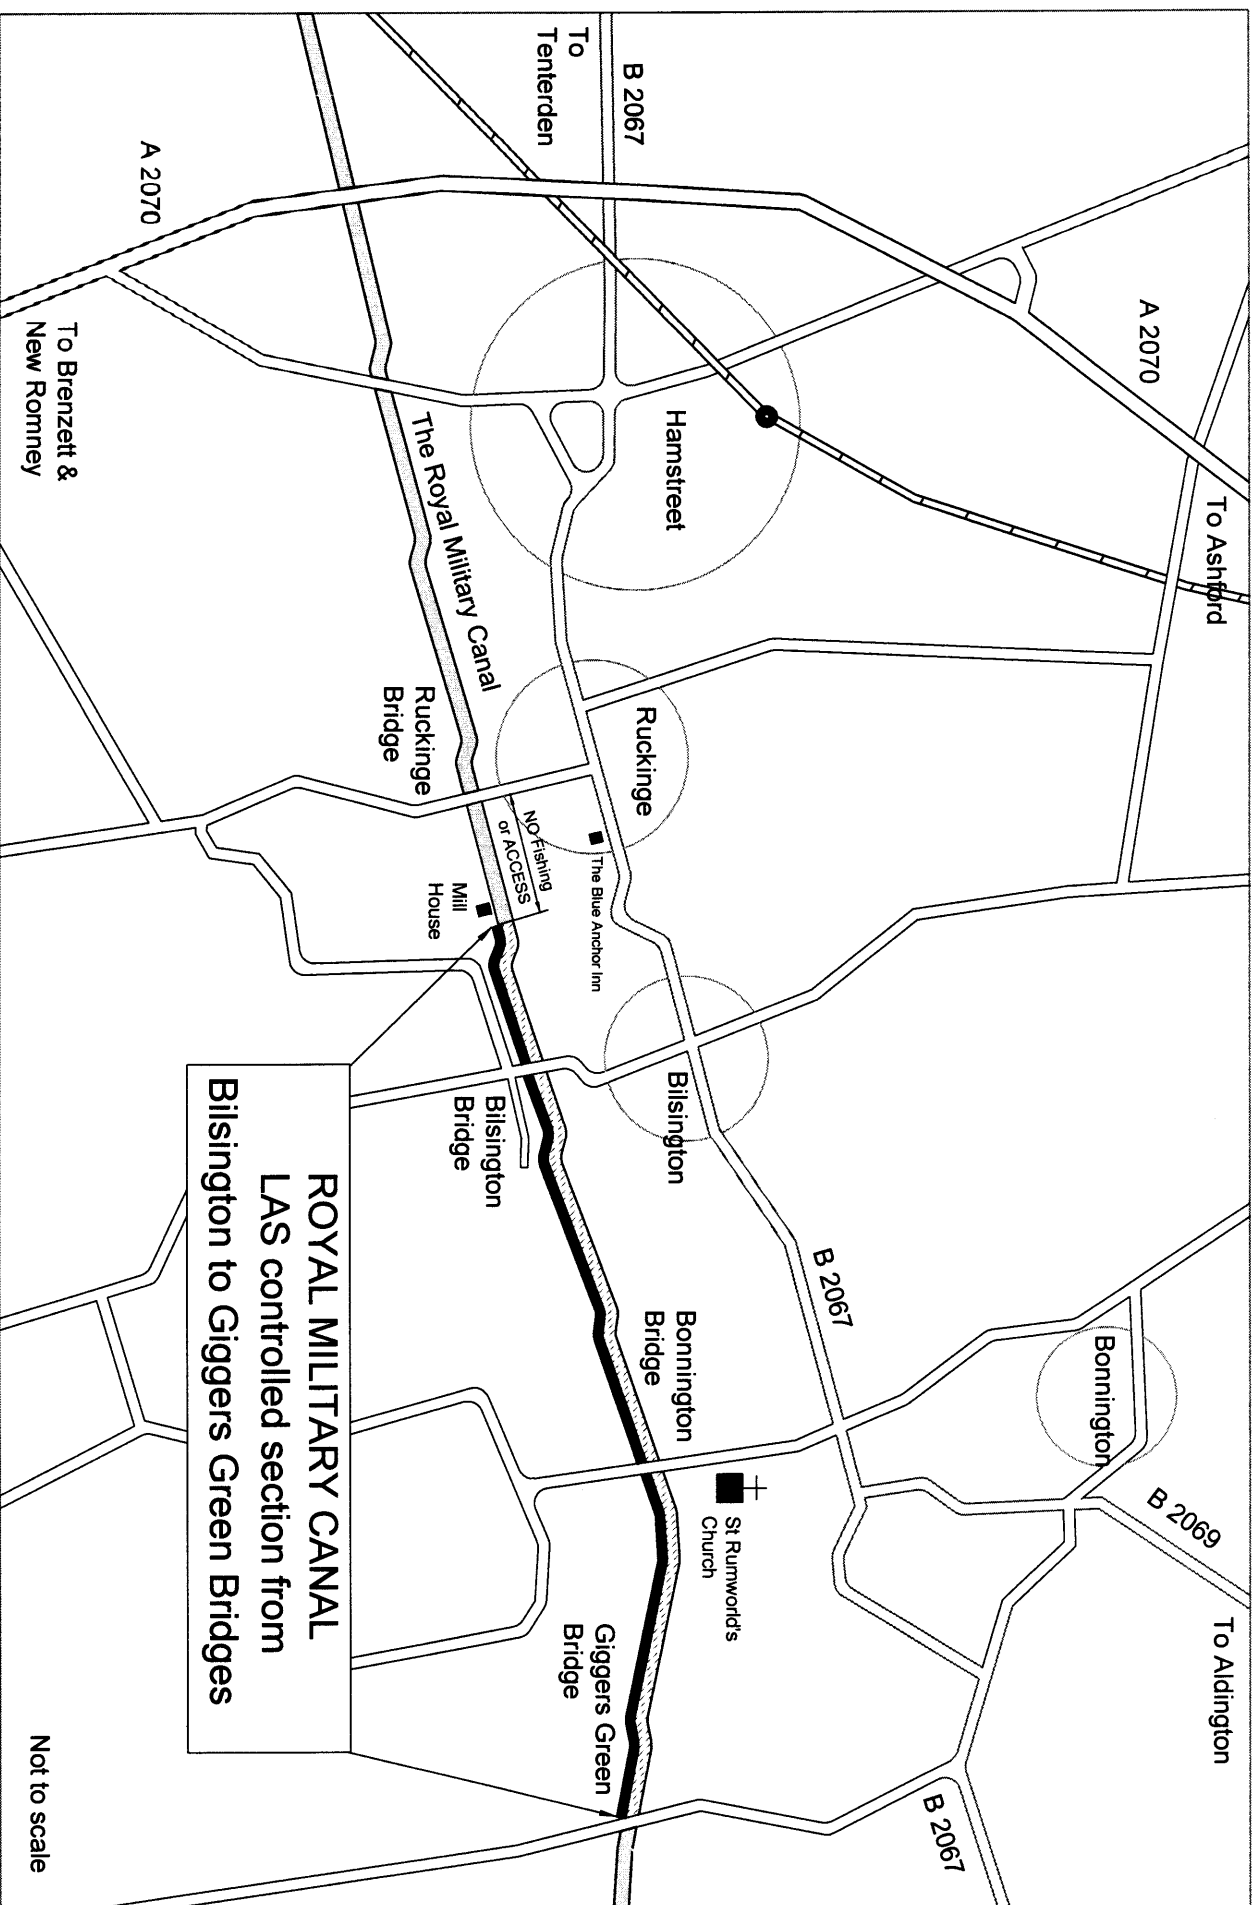 To
Tenterden
B 2067
A 2070
To Brenzett &
New Romney
A 2070
To Ashford
Hamstreet
The Royal Military Canal
Ruckinge
Ruckinge
Bridge
NO Fishing
or ACCESS
The Blue Anchor Inn
Mill
House
Bilsington
Bilsington
Bridge
B 2067
Bonnington
Bonnington
Bridge
St Rumworld's
Church
B 2069
To Aldington
Giggers Green
Bridge
B 2067
ROYAL MILITARY CANAL
LAS controlled section from
Bilsington to Giggers Green Bridges
Not to scale